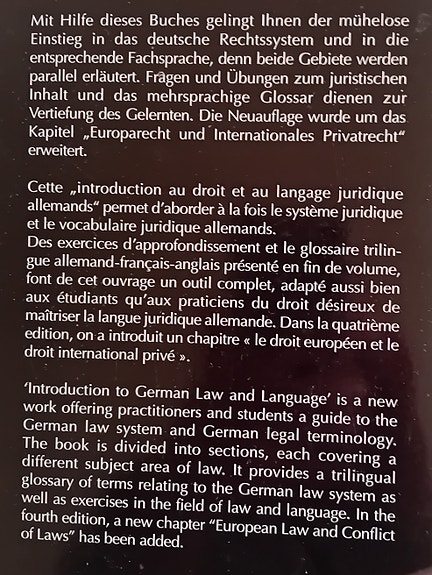 Mit Hilfe dieses Buches gelingt Ihnen der mühelose
Einstieg in das deutsche Rechtssystem und in die
entsprechende Fachsprache, denn beide Gebiete werden
parallel erläutert. Fragen und Übungen zum juristischen
Inhalt und das mehrsprachige Glossar dienen zur
Vertiefung des Gelernten. Die Neuauflage wurde um das
Kapitel „Europarecht und Internationales Privatrecht“
erweitert.
Cette „introduction au droit et au langage juridique
allemands“ permet d’aborder à la fois le système juridique
et le vocabulaire juridique allemands.
Des exercices d’approfondissement et le glossaire trilin-
gue allemand-français-anglais présenté en fin de volume,
font de cet ouvrage un outil complet, adapté aussi bien
aux étudiants qu’aux praticiens du droit désireux de
maîtriser la langue juridique allemande. Dans la quatrième
edition, on a introduit un chapitre « le droit européen et le
droit international privé ».
‘Introduction to German Law and Language’ is a new
work offering practitioners and students a guide to the
German law system and German legal terminology.
The book is divided into sections, each covering a
different subject area of law. It provides a trilingual
glossary of terms relating to the German law system as
well as exercises in the field of law and language. In the
fourth edition, a new chapter “European Law and Conflict
of Laws” has been added.